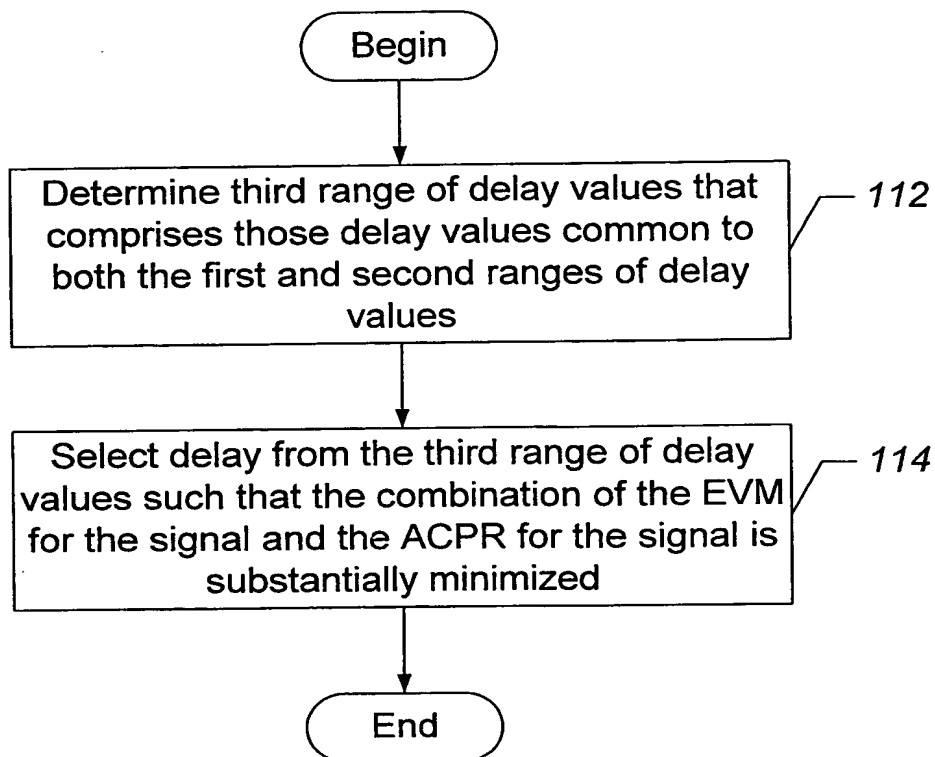 Begin
Determine third range of delay values that
comprises those delay values common to
both the first and second ranges of delay
values
112
Select delay from the third range of delay
values such that the combination of the EVM
for the signal and the ACPR for the signal is
substantially minimized
114
End